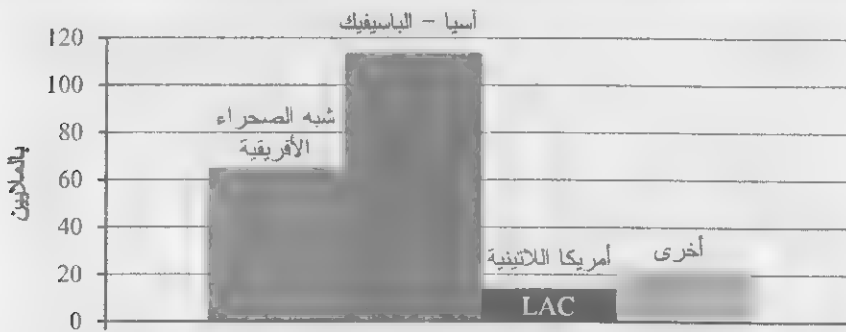 آسيا - الباسيفيك
شبه الصحراء
الأفريقية
أمريكا اللاتينية
أخرى
LAC
بالملايين
120
100
80
60
40
20
0